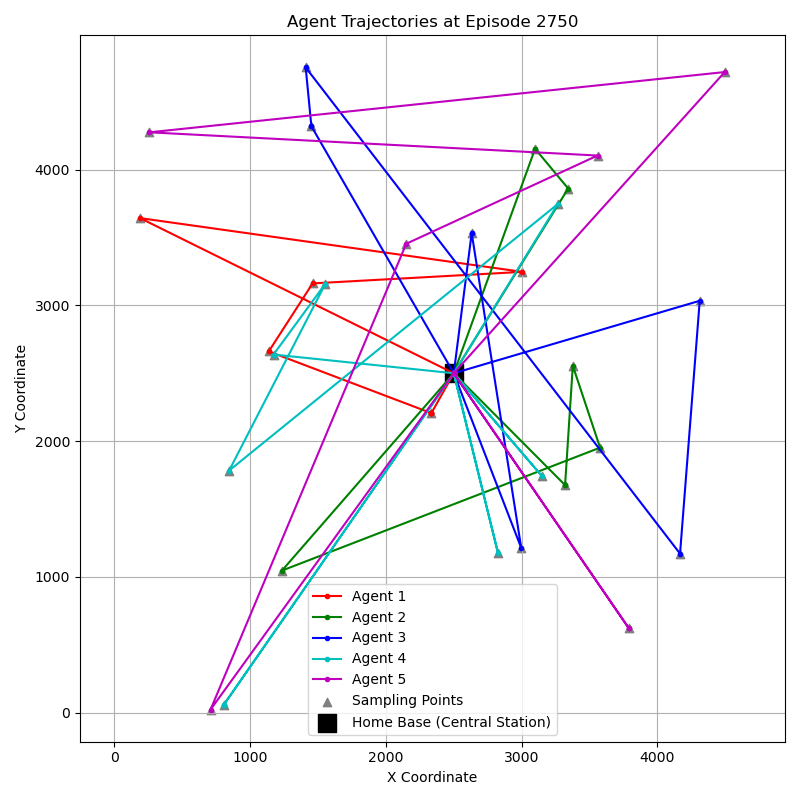 Agent Trajectories at Episode 2750
Y Coordinate
4000
3000
2000
1000
0
Agent 1
Agent 2
Agent 3
Agent 4
Agent 5
Sampling Points
Home Base (Central Station)
0 1000 2000 3000 4000
X Coordinate